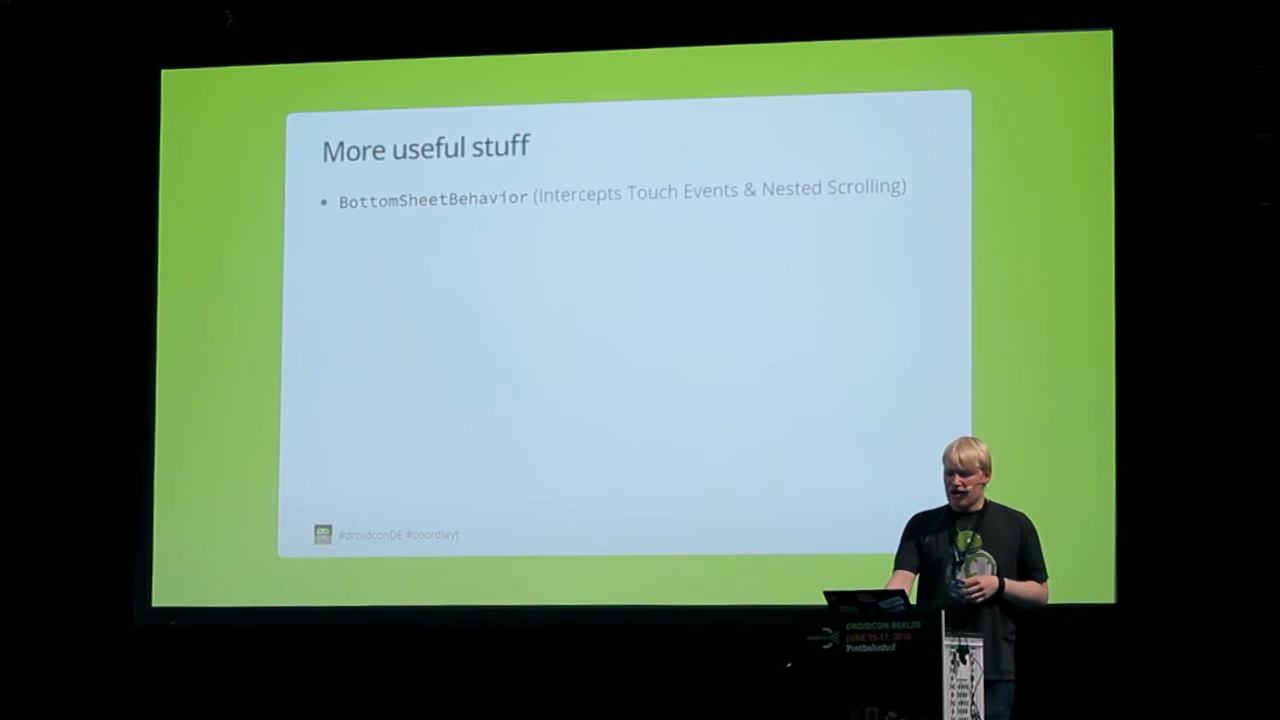 More useful stuff
• BottomSheetBehavior (Intercepts Touch Events & Nested Scrolling)
#droidconDE #coordlayt
DROIDCON BERLIN
JUNE 15-17, 2016
Postbahnhof